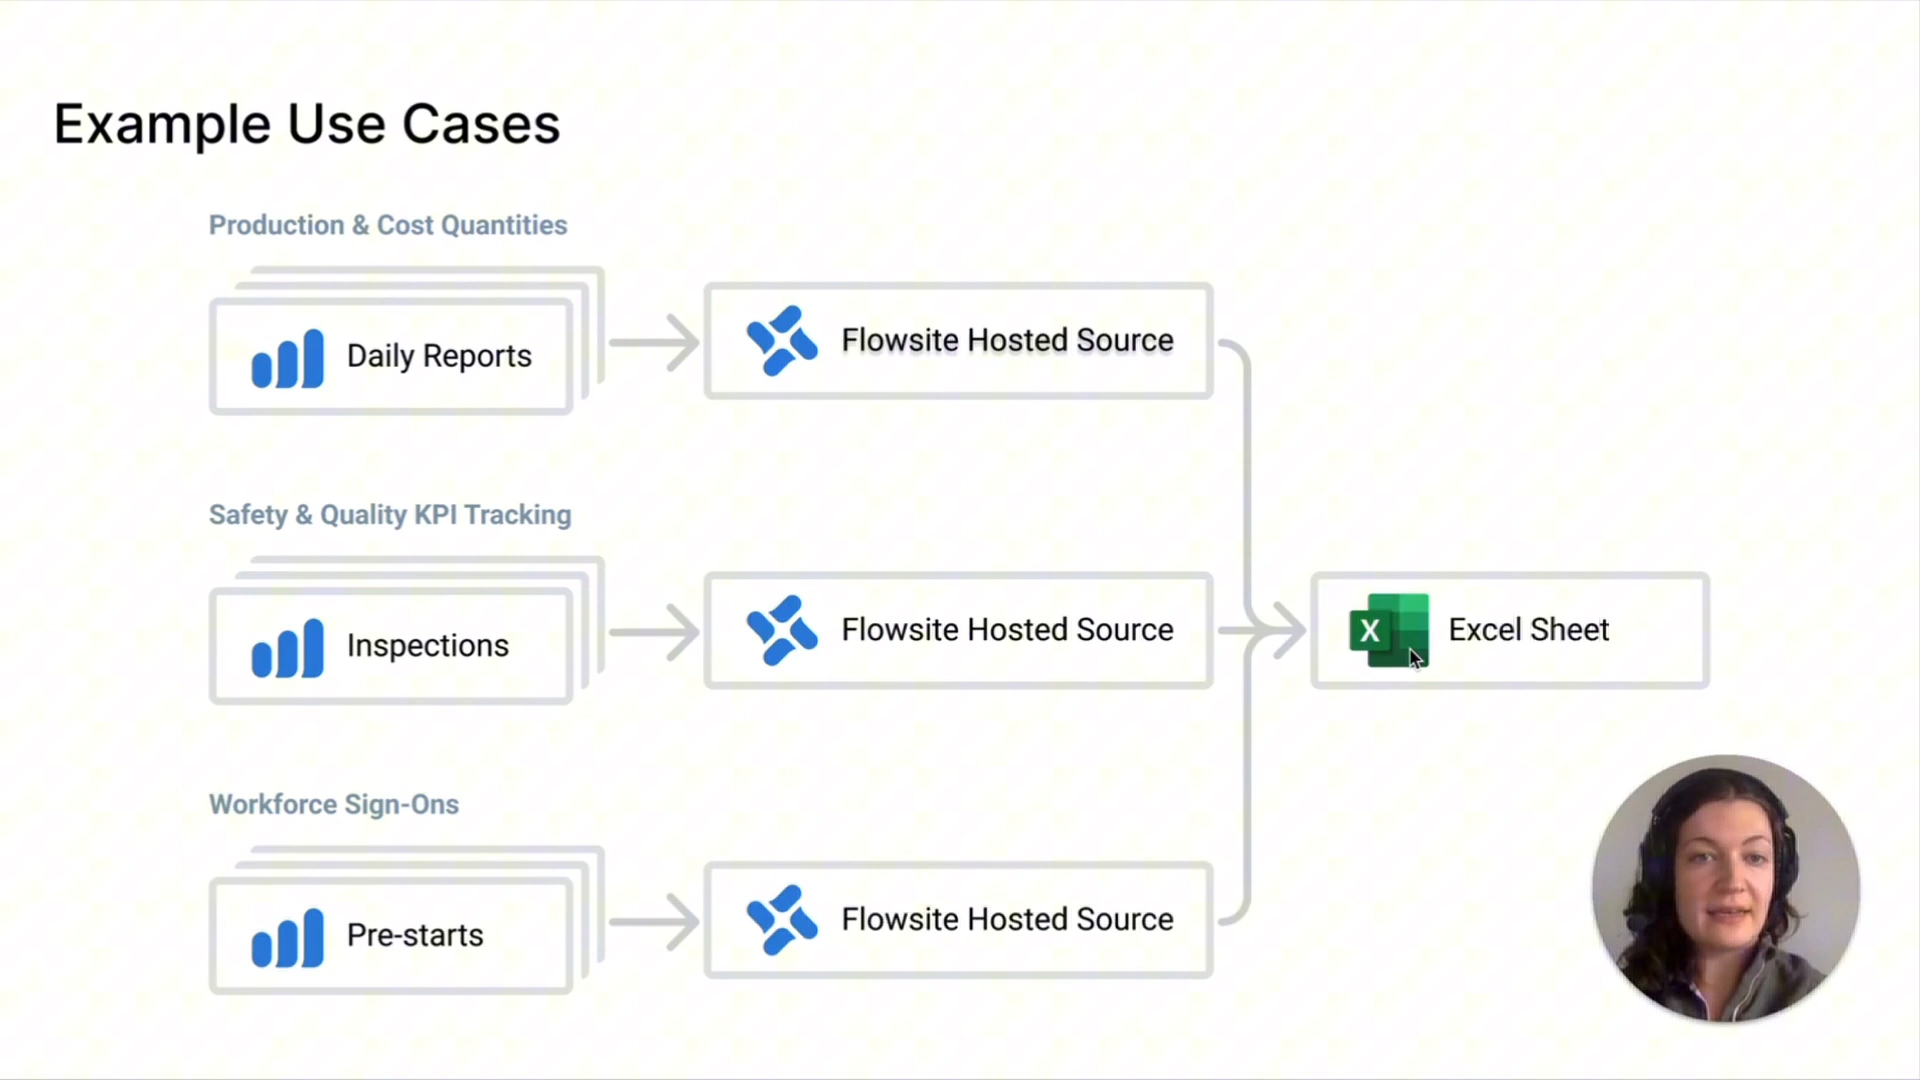 Example Use Cases
Production & Cost Quantities
Daily Reports
Flowsite Hosted Source
Safety & Quality KPI Tracking
Inspections
Flowsite Hosted Source
X
Excel Sheet
Workforce Sign-Ons
Pre-starts
Flowsite Hosted Source